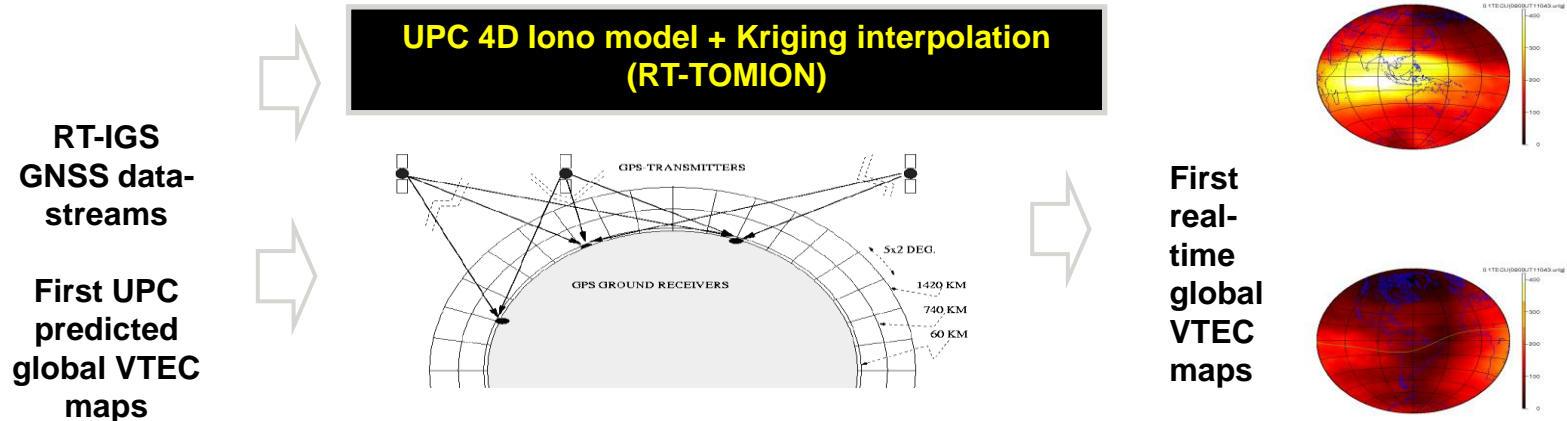 UPC 4D Iono model + Kriging interpolation
(RT-TOMION)
RT-IGS
GNSS data-
streams
First UPC
predicted
global VTEC
maps
GPS TRANSMITTERS
5x2 DEG.
GPS GROUND RECEIVERS
1420 KM
740 KM
60 KM
First
real-
time
global
VTEC
maps
400
300
200
100
0
400
300
200
100
0